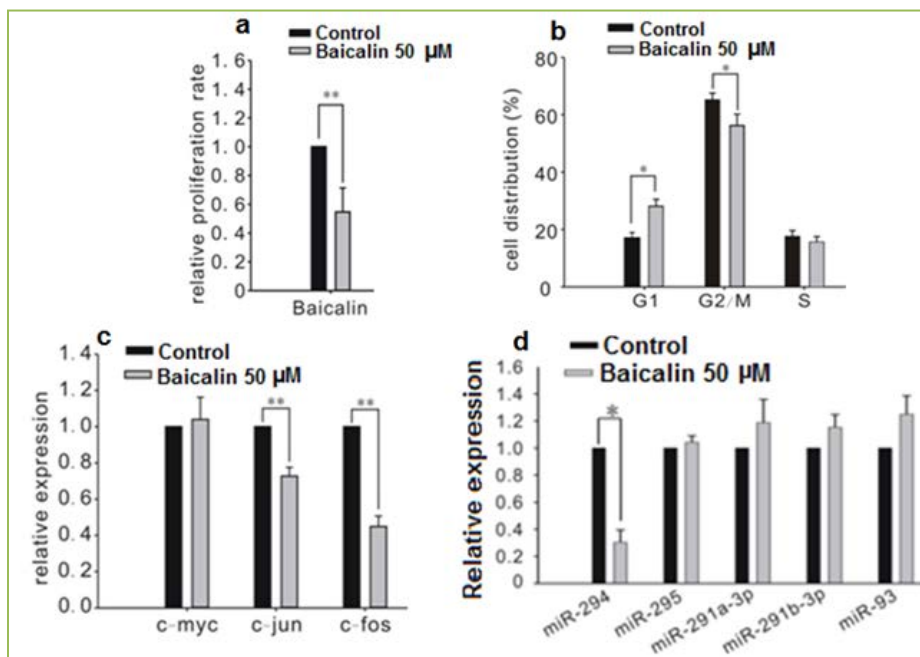 a
Control
Baicalin 50 μM
relative proliferation rate
1. 6
1. 4
1. 2
1. 0
0. 8
0. 6
0. 4
0. 2
0
**
Baicalin
b
Control
Baicalin 50 μM
cell distribution (%)
80
60
40
20
0
*
*
G1
G2/M
S
c
Control
Baicalin 50 μM
relative expression
1. 4
1. 2
1. 0
0. 8
0. 6
0. 4
0. 2
0. 0
**
**
c-myc
c-jun
c-fos
d
Control
Baicalin 50 μM
Relative expression
1.6
1.4
1.2
1
0.8
0.6
0.4
0.2
0
*
miR-294
miR-295
miR-291a-3p
miR-291b-3p
miR-93